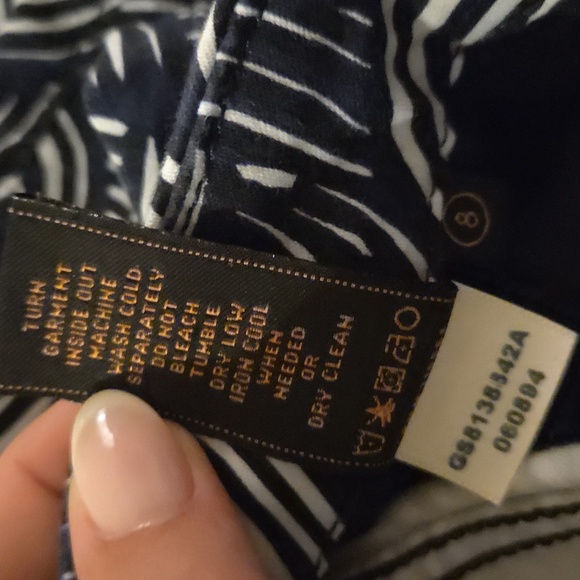 TURN
GARMENT
INSIDE OUT
MACHINE
WASH COLD
SEPARATELY
DO NOT
BLEACH
TUMBLE
DRY LOW
IRON COOL
WHEN
NEEDED
OR
DRY CLEAN
GS8138842A
060894
8